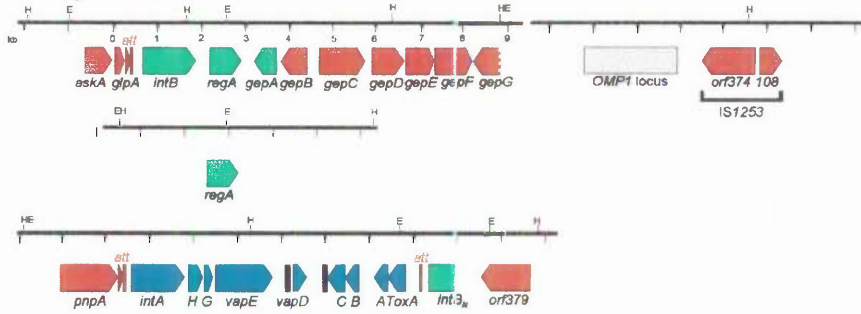 H E H E H HE H
kb 0 1 2 3 4 5 6 7 8 9
att
askA glpA intB regA gepA gepB gepC gepD gepE gepF gepG OMP1 locus orf374 108
IS1253
EH E H
regA
HE H E E H
att att
pnpA intA H G vapE vapD C B A ToxA orf379